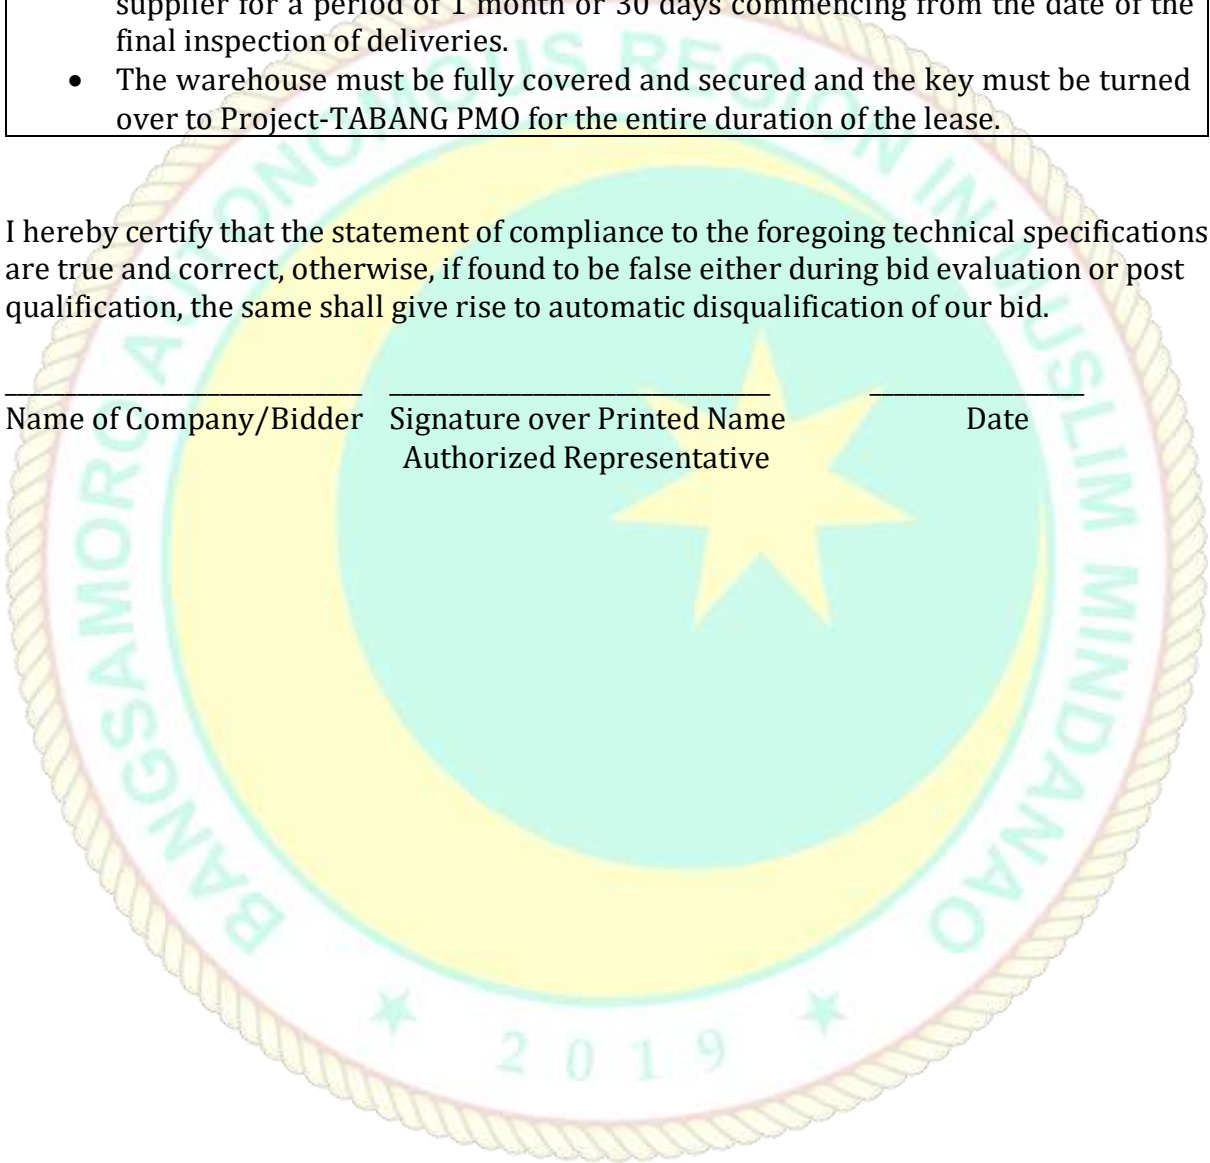 supplier for a period of 1 month or 30 days commencing from the date of the
final inspection of deliveries.
• The warehouse must be fully covered and secured and the key must be turned
over to Project-TABANG PMO for the entire duration of the lease.
I hereby certify that the statement of compliance to the foregoing technical specifications
are true and correct, otherwise, if found to be false either during bid evaluation or post
qualification, the same shall give rise to automatic disqualification of our bid.
______________________________ ________________________________ __________________
Name of Company/Bidder Signature over Printed Name Date
Authorized Representative
BANGSAMORO AUTONOMOUS REGION IN MUSLIM MINDANAO
2019